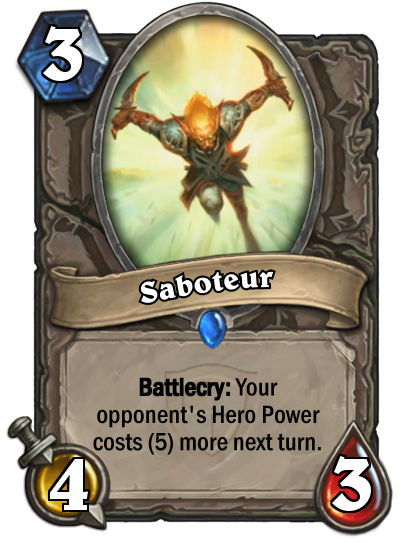 3
Saboteur
Battlecry: Your
opponent's Hero Power
costs (5) more next turn.
4
3